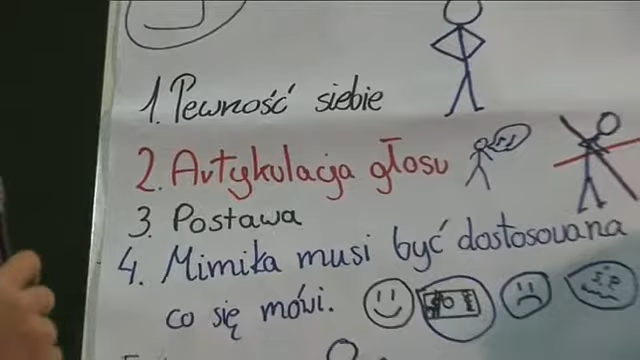 1. Pewność siebie
2. Artykulacja głosu
3. Postawa
4. Mimika musi być dostosowana
co się mówi.